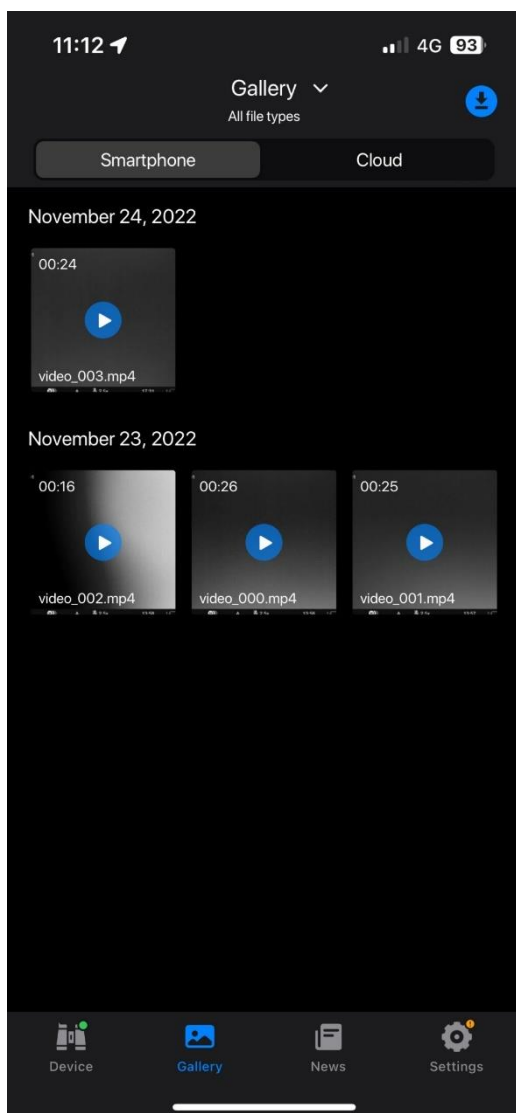 11:12
4G 93
Gallery
All file types
Smartphone Cloud
November 24, 2022
00:24
video_003.mp4
November 23, 2022
00:16 00:26 00:25
video_002.mp4 video_000.mp4 video_001.mp4
Device Gallery News Settings